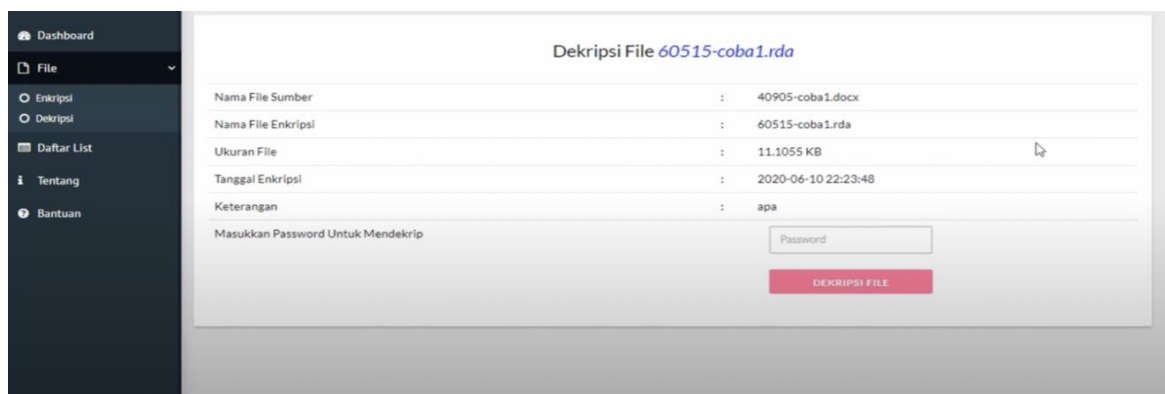 Dashboard
File
Enkripsi
Dekripsi
Daftar List
Tentang
Bantuan
Dekripsi File 60515-coba1.rda
Nama File Sumber : 40905-coba1.docx
Nama File Enkripsi : 60515-coba1.rda
Ukuran File : 11.1055 KB
Tanggal Enkripsi : 2020-06-10 22:23:48
Keterangan : apa
Masukkan Password Untuk Mendekrip
Password
DEKRIPSI FILE